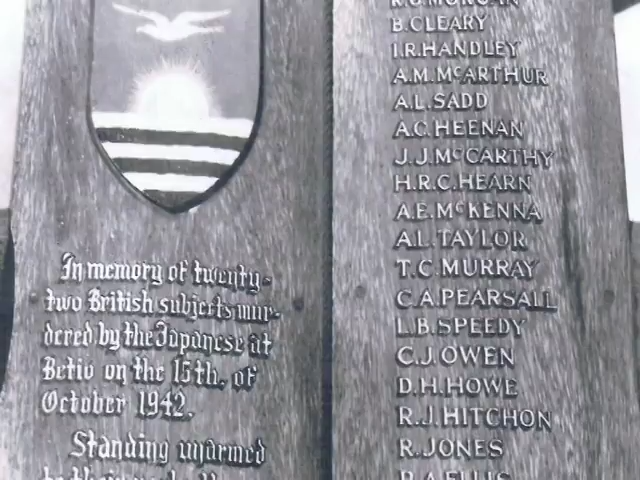 In memory of twenty-
two British subjects mur-
dered by the Japanese at
Betio on the 15th. of
October 1942.
Standing unarmed
R.G.MORGAN
B.CLEARY
I.R.HANDLEY
A.M.McARTHUR
A.L.SADD
A.C.HEENAN
J.J.McCARTHY
H.R.C.HEARN
A.E.McKENNA
A.L.TAYLOR
T.C.MURRAY
C.A.PEARSALL
L.B.SPEEDY
C.J.OWEN
D.H.HOWE
R.J.HITCHON
R.JONES